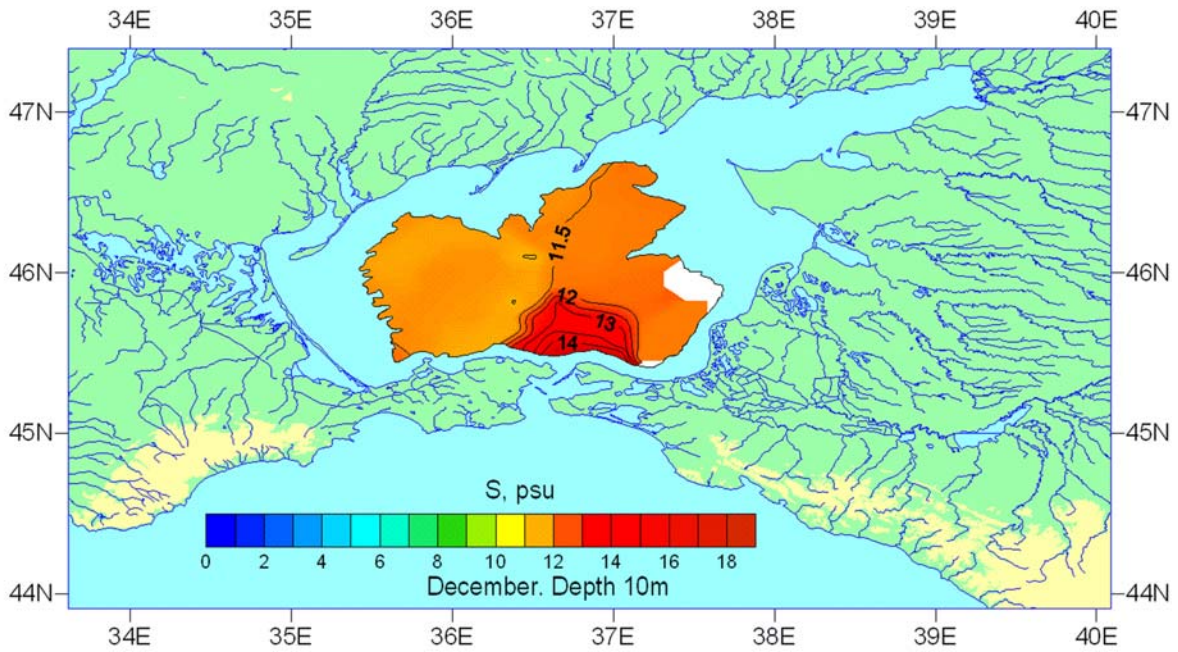 34E 35E 36E 37E 38E 39E 40E
47N 47N
11.5
46N 46N
12
13
14
45N 45N
S, psu
0 2 4 6 8 10 12 14 16 18
December. Depth 10m
44N 44N
34E 35E 36E 37E 38E 39E 40E